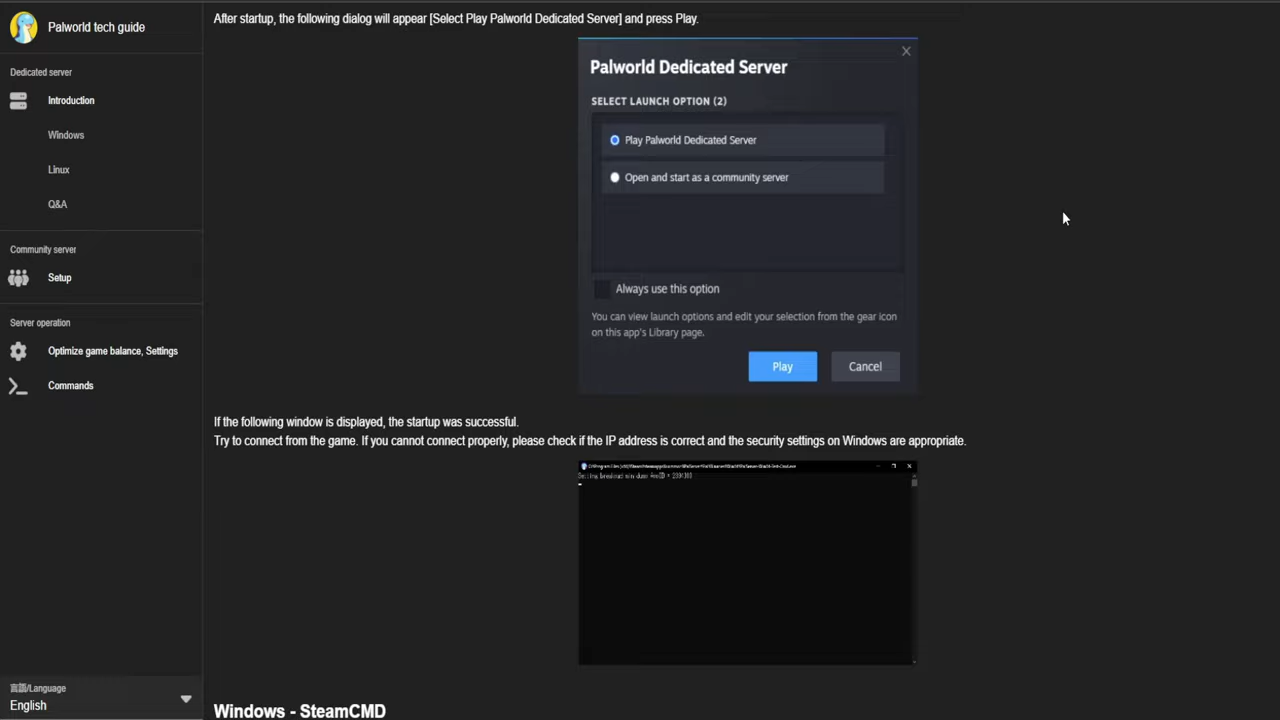 Palworld tech guide
Dedicated server
Introduction
Windows
Linux
Q&A
Community server
Setup
Server operation
Optimize game balance, Settings
Commands
言語/Language
English
After startup, the following dialog will appear [Select Play Palworld Dedicated Server] and press Play.
Palworld Dedicated Server
SELECT LAUNCH OPTION (2)
Play Palworld Dedicated Server
Open and start as a community server
Always use this option
You can view launch options and edit your selection from the gear icon
on this app's Library page.
Play
Cancel
If the following window is displayed, the startup was successful.
Try to connect from the game. If you cannot connect properly, please check if the IP address is correct and the security settings on Windows are appropriate.
Setting breakpad minidump AppID =
Windows - SteamCMD